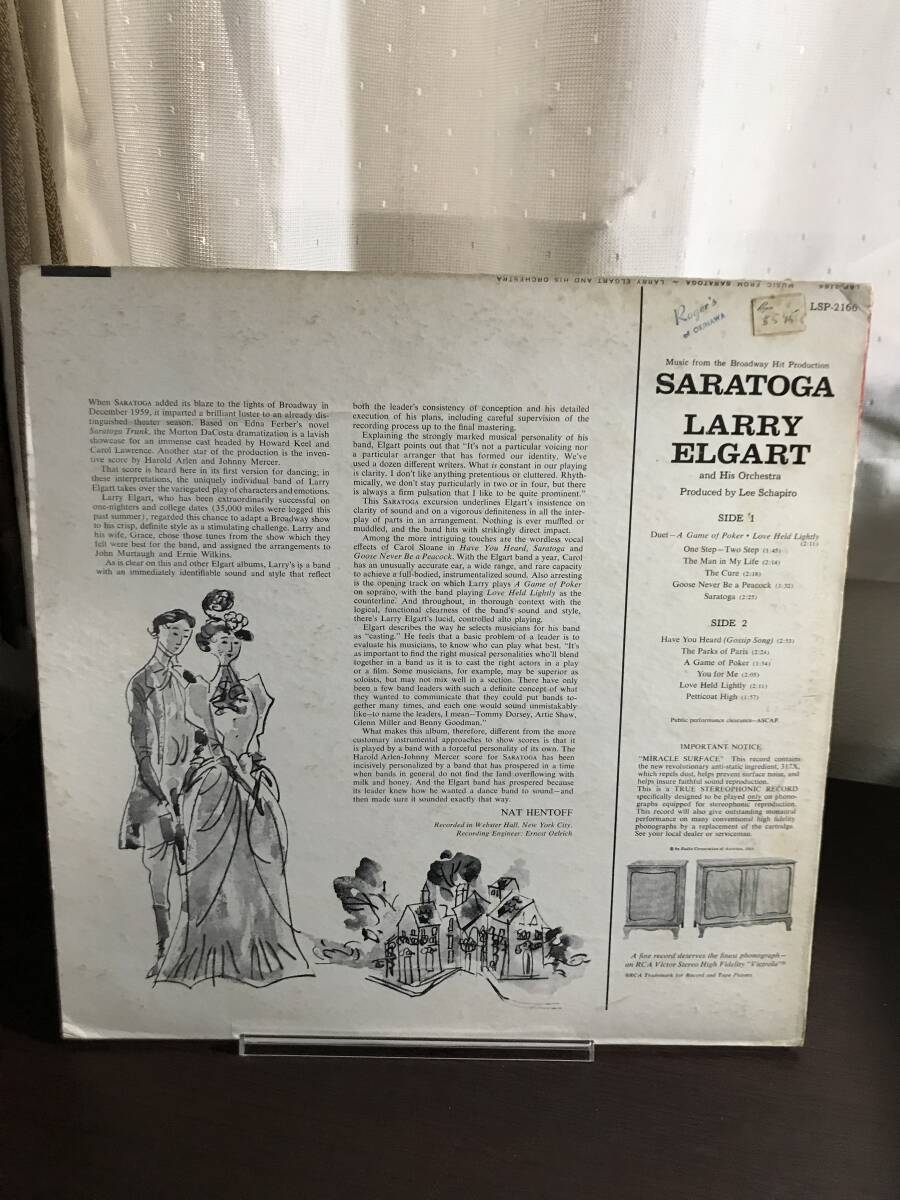 MUSIC FROM SARATOGA — LARRY ELGART AND HIS ORCHESTRA
LSP-2166
Roger's
of OKINAWA
LSP-2166
When SARATOGA added its blaze to the lights of Broadway in
December 1959, it imparted a brilliant luster to an already dis-
tinguished theater season. Based on Edna Ferber's novel
Saratoga Trunk, the Morton DaCosta dramatization is a lavish
showcase for an immense cast headed by Howard Keel and
Carol Lawrence. Another star of the production is the inven-
tive score by Harold Arlen and Johnny Mercer.
That score is heard here in its first version for dancing; in
these interpretations, the uniquely individual band of Larry
Elgart takes over the variegated play of characters and emotions.
Larry Elgart, who has been extraordinarily successful on
one-nighters and college dates (35,000 miles were logged this
past summer), regarded this chance to adapt a Broadway show
to his crisp, definite style as a stimulating challenge. Larry and
his wife, Grace, chose those tunes from the show which they
felt were best for the band, and assigned the arrangements to
John Murtaugh and Ernie Wilkins.
As is clear on this and other Elgart albums, Larry's is a band
with an immediately identifiable sound and style that reflect
both the leader's consistency of conception and his detailed
execution of his plans, including careful supervision of the
recording process up to the final mastering.
Explaining the strongly marked musical personality of his
band, Elgart points out that "It's not a particular voicing nor
a particular arranger that has formed our identity. We've
used a dozen different writers. What is constant in our playing
is clarity. I don't like anything pretentious or cluttered. Rhyth-
mically, we don't stay particularly in two or in four, but there
is always a firm pulsation that I like to be quite prominent."
This SARATOGA excursion underlines Elgart's insistence on
clarity of sound and on a vigorous definiteness in all the inter-
play of parts in an arrangement. Nothing is ever muffled or
muddled, and the band hits with strikingly direct impact.
Among the more intriguing touches are the wordless vocal
effects of Carol Sloane in Have You Heard, Saratoga and
Goose Never Be a Peacock. With the Elgart band a year, Carol
has an unusually accurate ear, a wide range, and rare capacity
to achieve a full-bodied, instrumentalized sound. Also arresting
is the opening track on which Larry plays A Game of Poker
on soprano, with the band playing Love Held Lightly as the
counterline. And throughout, in thorough context with the
logical, functional clearness of the band's sound and style,
there's Larry Elgart's lucid, controlled alto playing.
Elgart describes the way he selects musicians for his band
as "casting." He feels that a basic problem of a leader is to
evaluate his musicians, to know who can play what best. "It's
as important to find the right musical personalities who'll blend
together in a band as it is to cast the right actors in a play
or a film. Some musicians, for example, may be superior as
soloists, but may not mix well in a section. There have only
been a few band leaders with such a definite concept of what
they wanted to communicate that they could put bands to-
gether many times, and each one would sound unmistakably
like—to name the leaders, I mean—Tommy Dorsey, Artie Shaw,
Glenn Miller and Benny Goodman."
What makes this album, therefore, different from the more
customary instrumental approaches to show scores is that it
is played by a band with a forceful personality of its own. The
Harold Arlen-Johnny Mercer score for SARATOGA has been
incisively personalized by a band that has prospered in a time
when bands in general do not find the land overflowing with
milk and honey. And the Elgart band has prospered because
its leader knew how he wanted a dance band to sound—and
then made sure it sounded exactly that way.
NAT HENTOFF
Recorded in Webster Hall, New York City.
Recording Engineer: Ernest Oelrich
Music from the Broadway Hit Production
SARATOGA
LARRY
ELGART
and His Orchestra
Produced by Lee Schapiro
SIDE 1
Duet—A Game of Poker • Love Held Lightly
(2:11)
One Step—Two Step (1:45)
The Man in My Life (2:14)
The Cure (2:18)
Goose Never Be a Peacock (3:32)
Saratoga (2:25)
SIDE 2
Have You Heard (Gossip Song) (2:53)
The Parks of Paris (2:24)
A Game of Poker (1:54)
You for Me (2:05)
Love Held Lightly (2:11)
Petticoat High (1:57)
Public performance clearance—ASCAP.
IMPORTANT NOTICE
"MIRACLE SURFACE" This record contains
the new revolutionary anti-static ingredient, 317X,
which repels dust, helps prevent surface noise, and
helps insure faithful sound reproduction.
This is a TRUE STEREOPHONIC RECORD
specifically designed to be played only on phono-
graphs equipped for stereophonic reproduction.
This record will also give outstanding monaural
performance on many conventional high fidelity
phonographs by a replacement of the cartridge.
See your local dealer or serviceman.
© by Radio Corporation of America,
A fine record deserves the finest phonograph—
an RCA Victor Stereo High Fidelity "Victrola"®
®RCA Trademark for Record and Tape Players